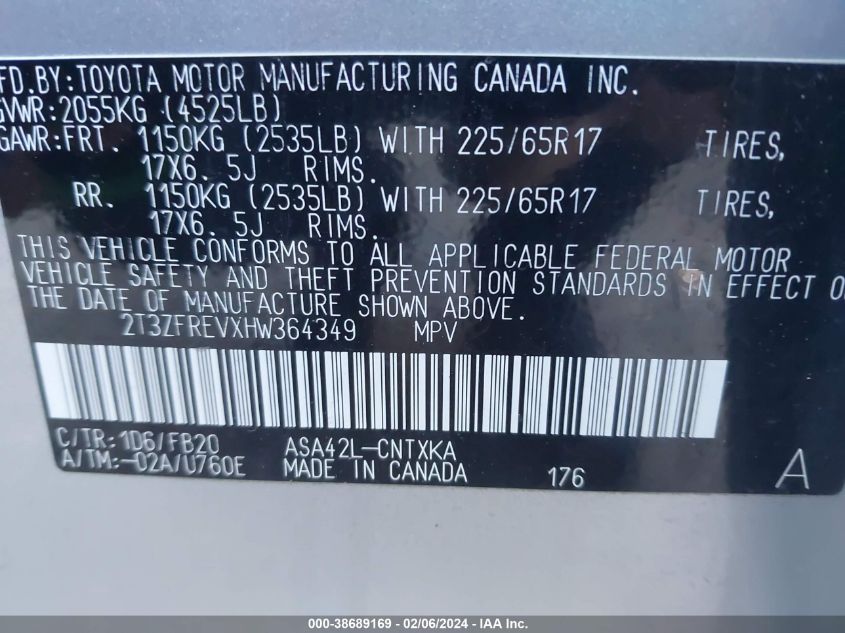 FD.BY:TOYOTA MOTOR MANUFACTURING CANADA INC.
GVWR:2055KG (4525LB)
GAWR:FRT. 1150KG (2535LB) WITH 225/65R17 TIRES,
17X6. 5J RIMS.
RR. 1150KG (2535LB) WITH 225/65R17 TIRES,
17X6. 5J RIMS.
THIS VEHICLE CONFORMS TO ALL APPLICABLE FEDERAL MOTOR
VEHICLE SAFETY AND THEFT PREVENTION STANDARDS IN EFFECT O
THE DATE OF MANUFACTURE SHOWN ABOVE.
2T3ZFREVXHW364349 MPV
C/TR:1D6/FB20 ASA42L-CNTXKA
A/TM:-02A/U760E MADE IN CANADA 176 A
000-38689169 - 02/06/2024 - IAA Inc.